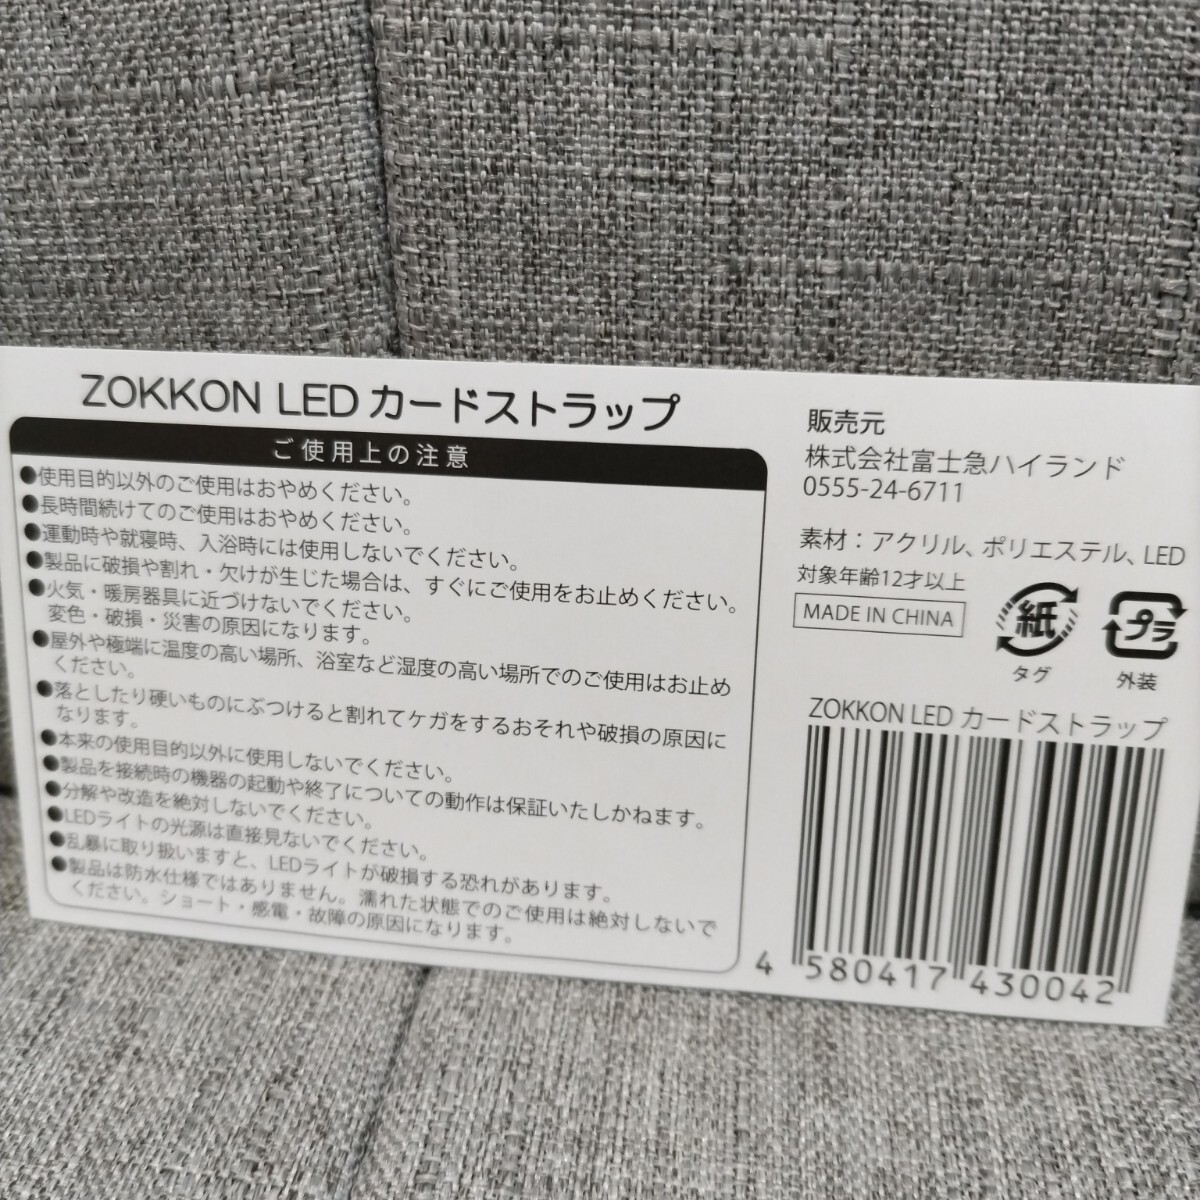 ZOKKON LED カードストラップ
ご使用上の注意
●使用目的以外のご使用はおやめください。
●長時間続けてのご使用はおやめください。
●運動時や就寝時、入浴時には使用しないでください。
●製品に破損や割れ・欠けが生じた場合は、すぐにご使用をお止めください。
●火気・暖房器具に近づけないでください。
変色・破損・災害の原因になります。
●屋外や極端に温度の高い場所、浴室など湿度の高い場所でのご使用はお止め
ください。
●落としたり硬いものにぶつけると割れてケガをするおそれや破損の原因に
なります。
●本来の使用目的以外に使用しないでください。
●製品を接続時の機器の起動や終了についての動作は保証いたしかねます。
●分解や改造を絶対しないでください。
●LEDライトの光源は直接見ないでください。
●乱暴に取り扱いますと、LEDライトが破損する恐れがあります。
●製品は防水仕様ではありません。濡れた状態でのご使用は絶対しないで
ください。ショート・感電・故障の原因になります。
販売元
株式会社富士急ハイランド
0555-24-6711
素材：アクリル、ポリエステル、LED
対象年齢12才以上
MADE IN CHINA
紙
タグ
プラ
外装
ZOKKON LED カードストラップ
4 580417 430042